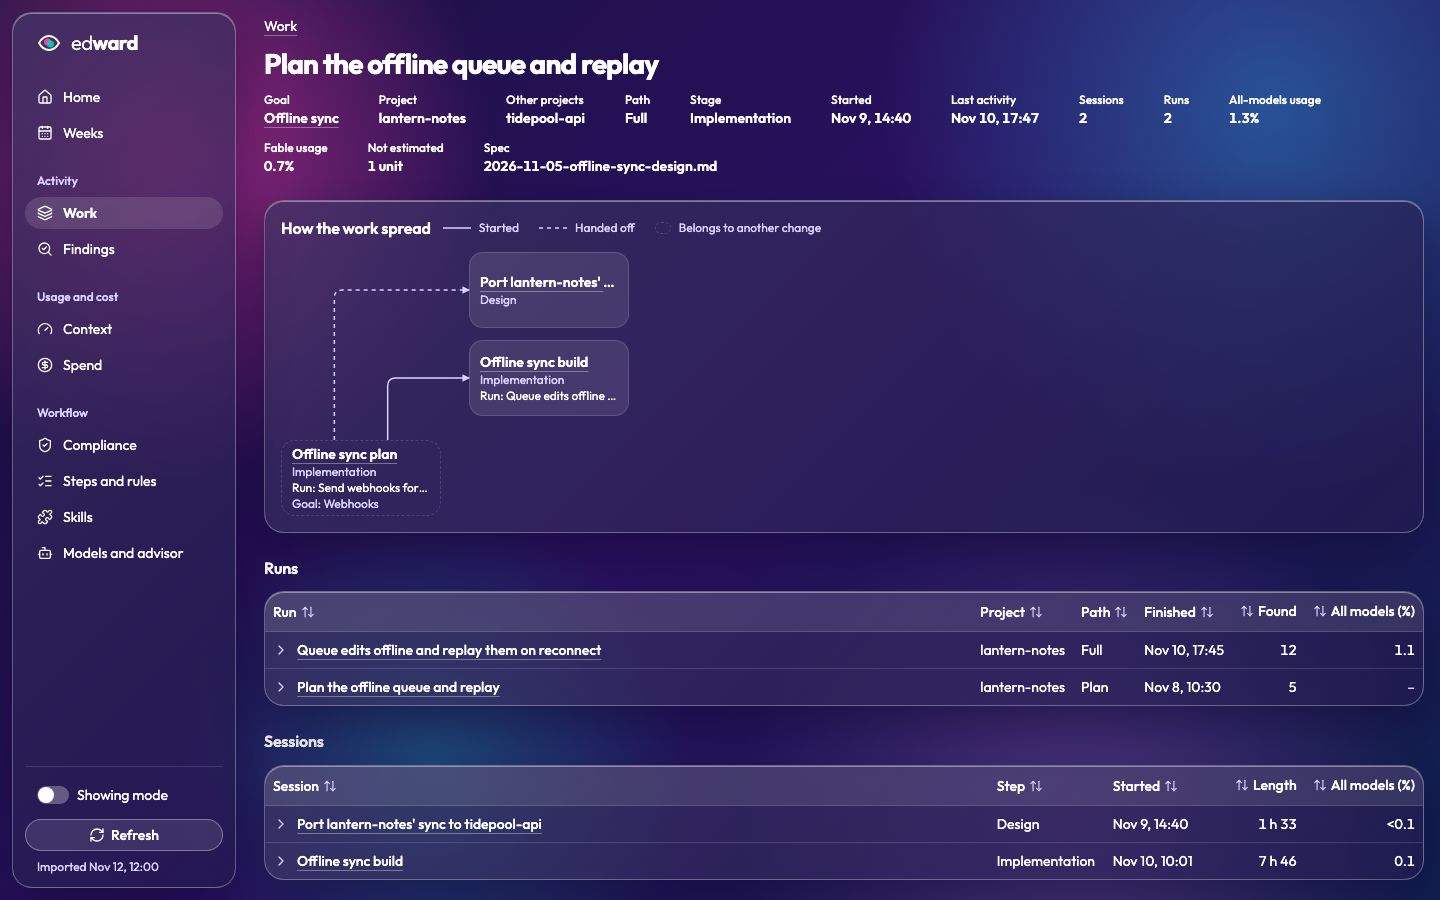 edward
Home
Weeks
Activity
Work
Findings
Usage and cost
Context
Spend
Workflow
Compliance
Steps and rules
Skills
Models and advisor
Showing mode
Refresh
Imported Nov 12, 12:00
Work
Plan the offline queue and replay
Goal Project Other projects Path Stage Started Last activity Sessions Runs All-models usage
Offline sync lantern-notes tidepool-api Full Implementation Nov 9, 14:40 Nov 10, 17:47 2 2 1.3%
Fable usage Not estimated Spec
0.7% 1 unit 2026-11-05-offline-sync-design.md
How the work spread Started Handed off Belongs to another change
Port lantern-notes' ...
Design
Offline sync build
Implementation
Run: Queue edits offline ...
Offline sync plan
Implementation
Run: Send webhooks for...
Goal: Webhooks
Runs
Run Project Path Finished Found All models (%)
Queue edits offline and replay them on reconnect lantern-notes Full Nov 10, 17:45 12 1.1
Plan the offline queue and replay lantern-notes Plan Nov 8, 10:30 5 –
Sessions
Session Step Started Length All models (%)
Port lantern-notes' sync to tidepool-api Design Nov 9, 14:40 1 h 33 <0.1
Offline sync build Implementation Nov 10, 10:01 7 h 46 0.1